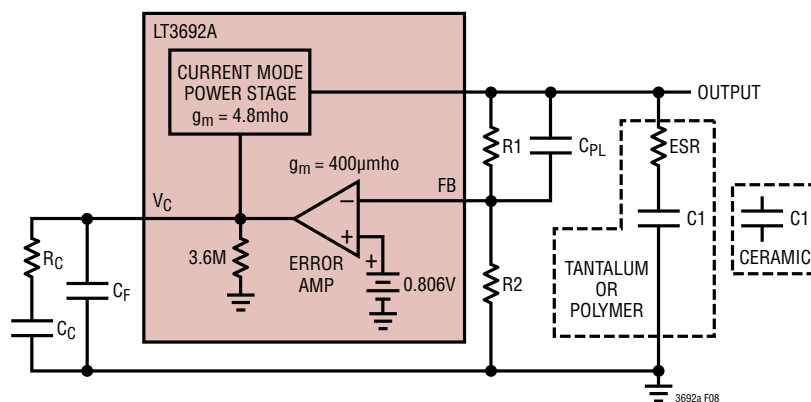 LT3692A
CURRENT MODE
POWER STAGE
gm = 4.8mho
OUTPUT
gm = 400µmho
R1
CPL
ESR
FB
VC
–
+
+
C1
C1
CERAMIC
RC
CF
3.6M
ERROR
AMP
0.806V
R2
TANTALUM
OR
POLYMER
CC
3692a F08